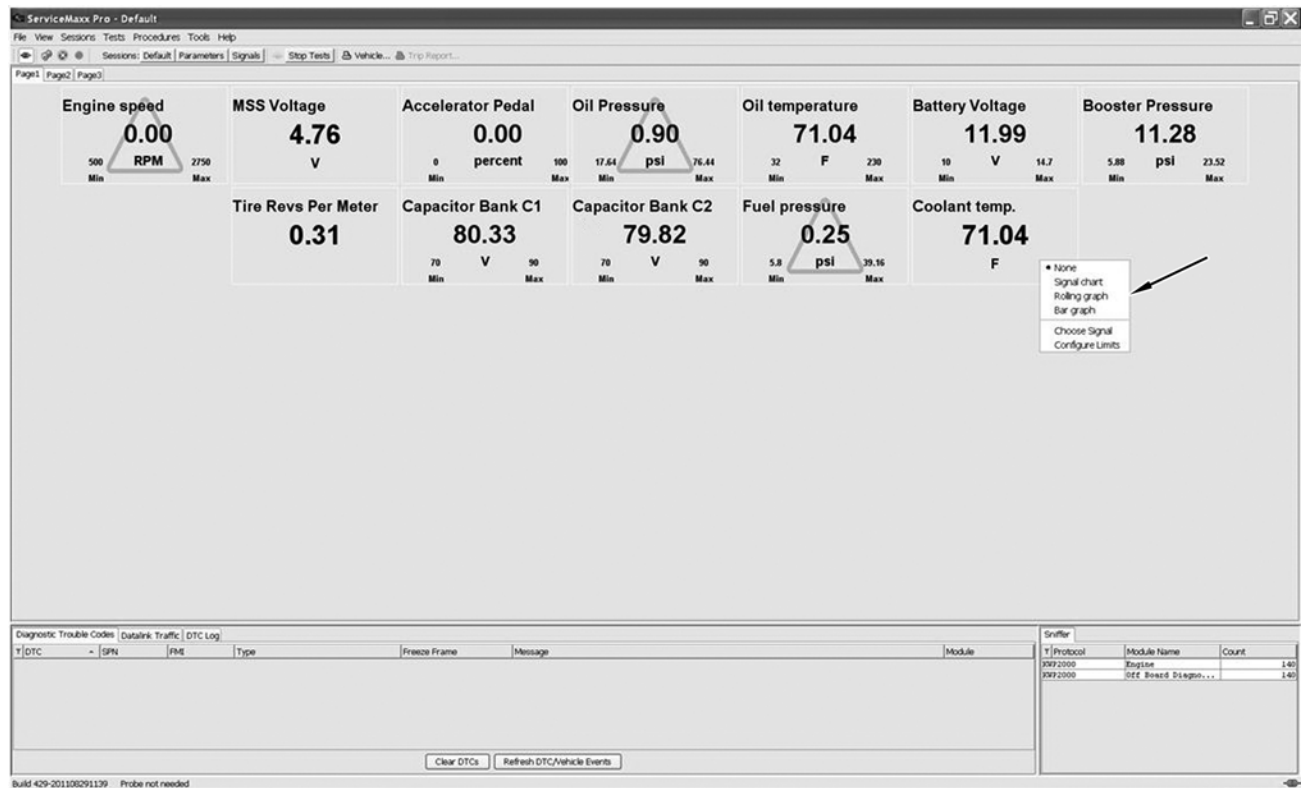 ServiceMaxx Pro - Default
File View Sessions Tests Procedures Tools Help
Sessions: Default Parameters Signals Stop Tests Vehicle... Trip Report...
Page1 Page2 Page3
Engine speed MSS Voltage Accelerator Pedal Oil Pressure Oil temperature Battery Voltage Booster Pressure
0.00 4.76 0.00 0.90 71.04 11.99 11.28
500 RPM 2750 V 0 percent 100 17.64 psi 76.44 32 F 230 10 V 14.7 5.88 psi 23.52
Min Max Min Max Min Max Min Max Min Max Min Max
Tire Revs Per Meter Capacitor Bank C1 Capacitor Bank C2 Fuel pressure Coolant temp.
0.31 80.33 79.82 0.25 71.04
70 V 90 70 V 90 5.8 psi 39.16 F
Min Max Min Max Min Max
None
Signal chart
Rolling graph
Bar graph
Choose Signal
Configure Limits
Diagnostic Trouble Codes Datalink Traffic DTC Log Sniffer
DTC SPN FMI Type Freeze Frame Message Module Protocol Module Name Count
KWP2000 Engine 140
KWP2000 Off Board Diagno... 140
Clear DTCs Refresh DTC/Vehicle Events
Build 429-201108291139 Probe not needed